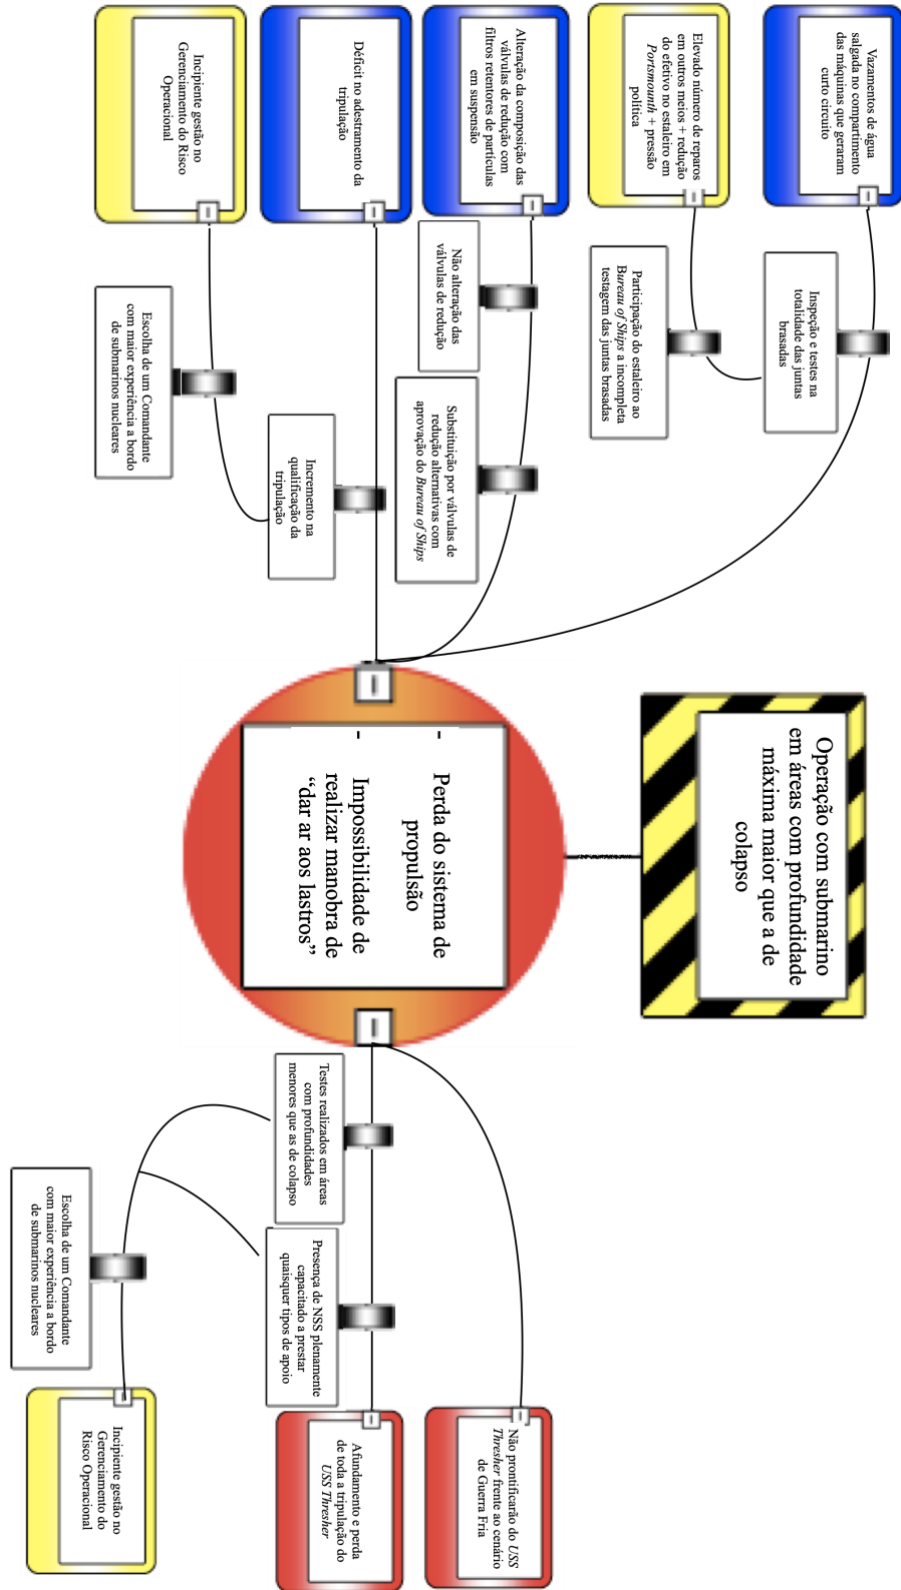 Operação com submarino
em áreas com profundidade
máxima maior que a de
colapso
Vazamentos de água
salgada no compartimento
das máquinas que geraram
curto circuito
Inspeção e testes na
totalidade das juntas
brasadas
Elevado número de reparos
em outros meios + redução
do efetivo no estaleiro em
Portsmounth + pressão
política
Participação do estaleiro ao
Bureau of Ships a incompleta
testagem das juntas brasadas
Alteração da composição das
válvulas de redução com
filtros retentores de partículas
em suspensão
Não alteração das
válvulas de redução
Substituição por válvulas de
redução alternativas com
aprovação do Bureau of Ships
Déficit no adestramento da
tripulação
Incremento na
qualificação da
tripulação
Incipiente gestão no
Gerenciamento do Risco
Operacional
Escolha de um Comandante
com maior experiência a bordo
de submarinos nucleares
- Perda do sistema de
propulsão
- Impossibilidade de
realizar manobra de
“dar ar aos lastros”
Não prontificarão do USS
Thresher frente ao cenário
de Guerra Fria
Testes realizados em áreas
com profundidades
menores que as de colapso
Presença de NSS plenamente
capacitado a prestar
quaisquer tipos de apoio
Afundamento e perda
de toda a tripulação do
USS Thresher
Escolha de um Comandante
com maior experiência a bordo
de submarinos nucleares
Incipiente gestão no
Gerenciamento do
Risco Operacional